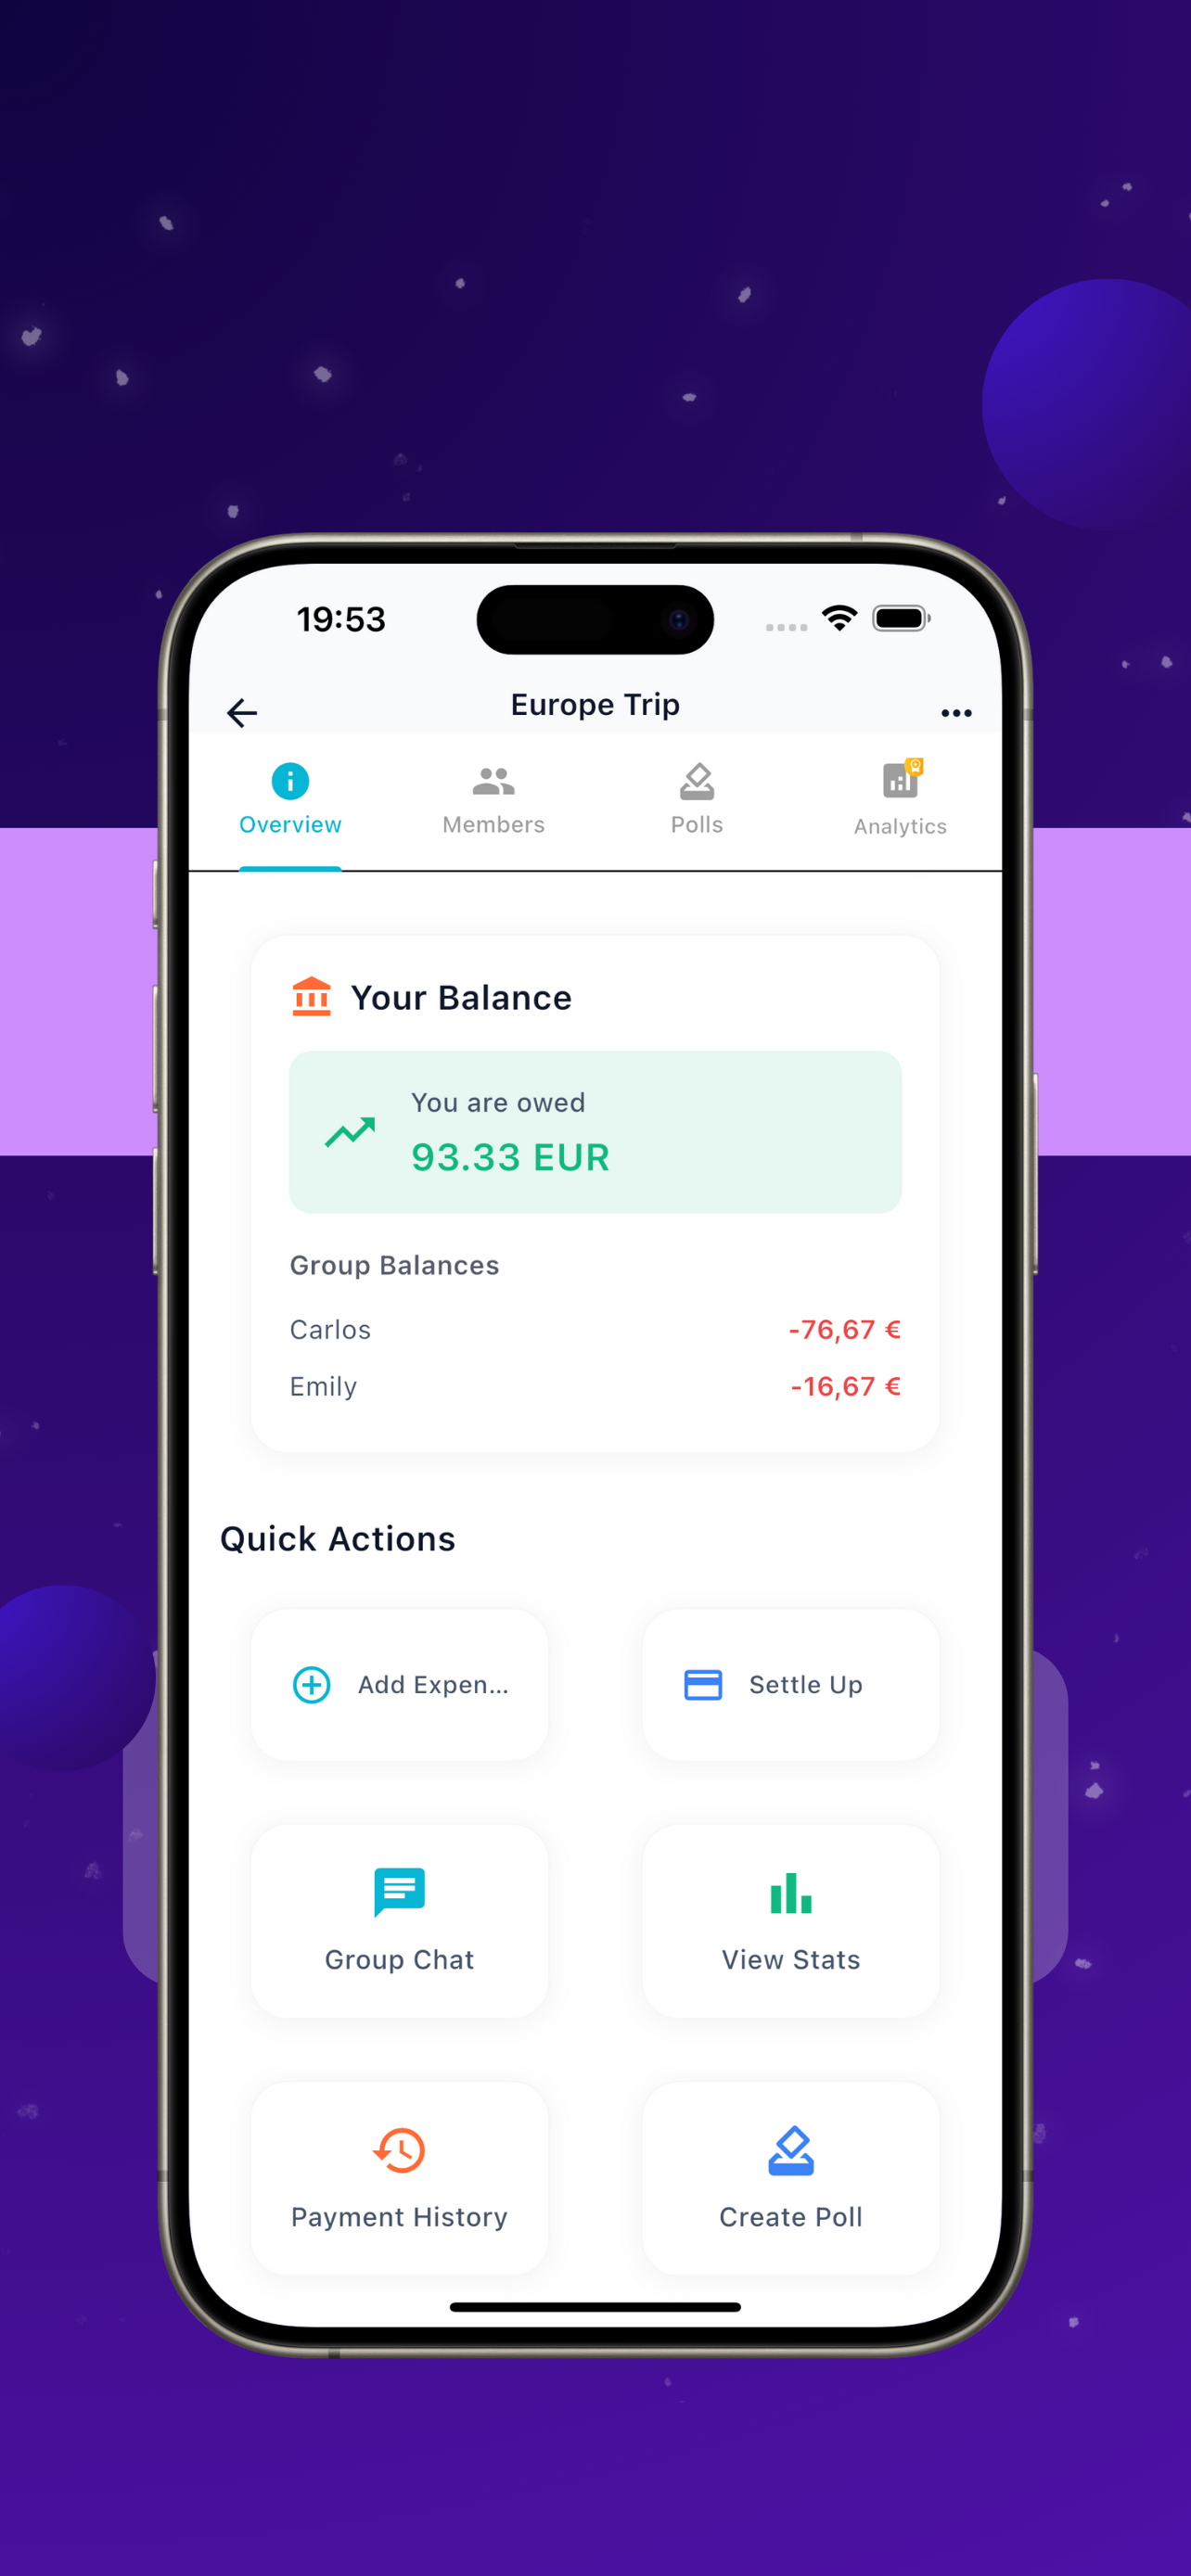 19:53
Europe Trip
Overview
Members
Polls
Analytics
Your Balance
You are owed
93.33 EUR
Group Balances
Carlos
-76,67 €
Emily
-16,67 €
Quick Actions
Add Expen...
Settle Up
Group Chat
View Stats
Payment History
Create Poll